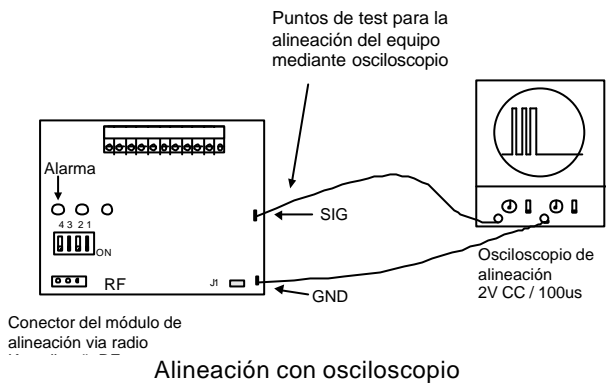 Puntos de test para la
alineación del equipo
mediante osciloscopio
Alarma
SIG
4 3 2 1
ON
RF
J1
GND
Osciloscopio de
alineación
2V CC / 100us
Conector del módulo de
alineación via radio
Alineación con osciloscopio